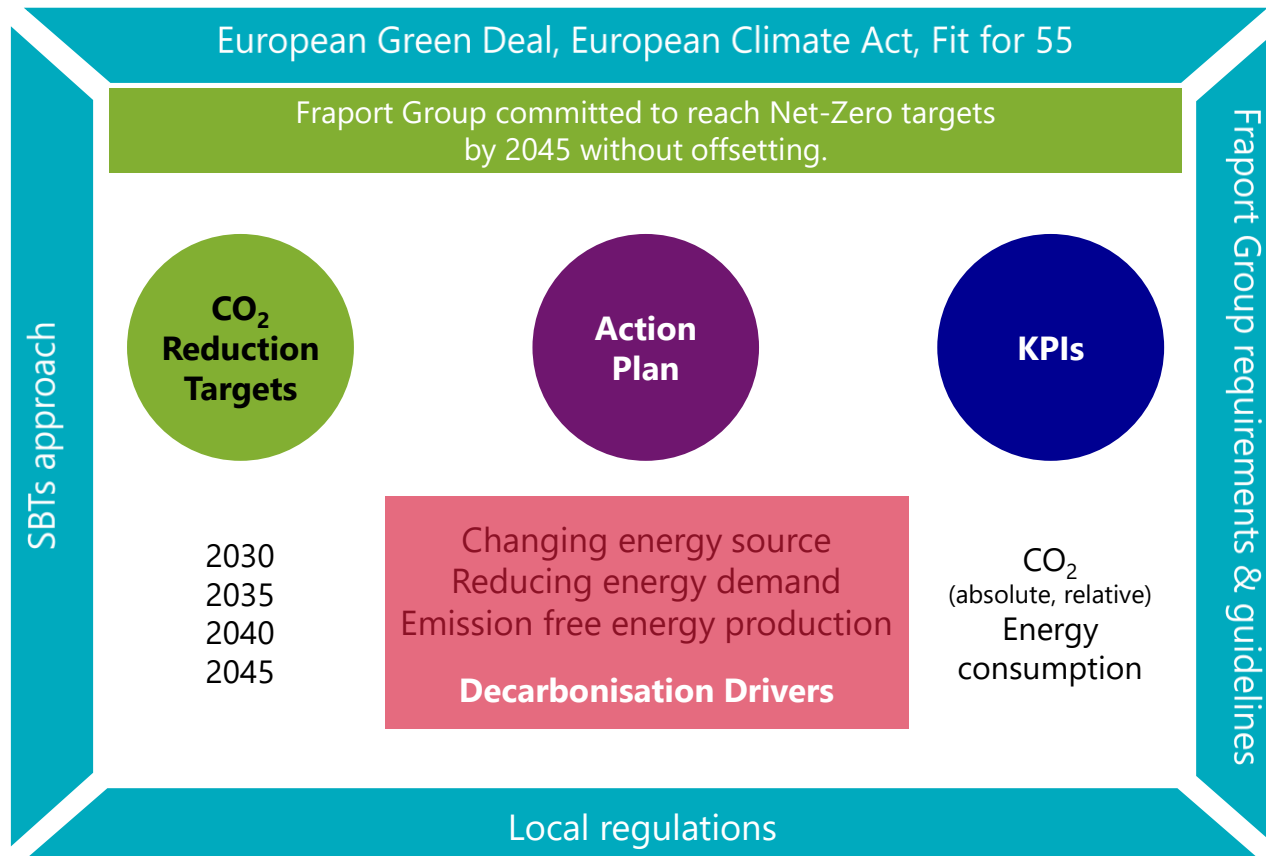 European Green Deal, European Climate Act, Fit for 55
Fraport Group committed to reach Net-Zero targets
by 2045 without offsetting.
SBTs approach
CO₂
Reduction
Targets
Action
Plan
KPIs
2030
2035
2040
2045
Changing energy source
Reducing energy demand
Emission free energy production
Decarbonisation Drivers
CO₂
(absolute, relative)
Energy
consumption
Fraport Group requirements & guidelines
Local regulations